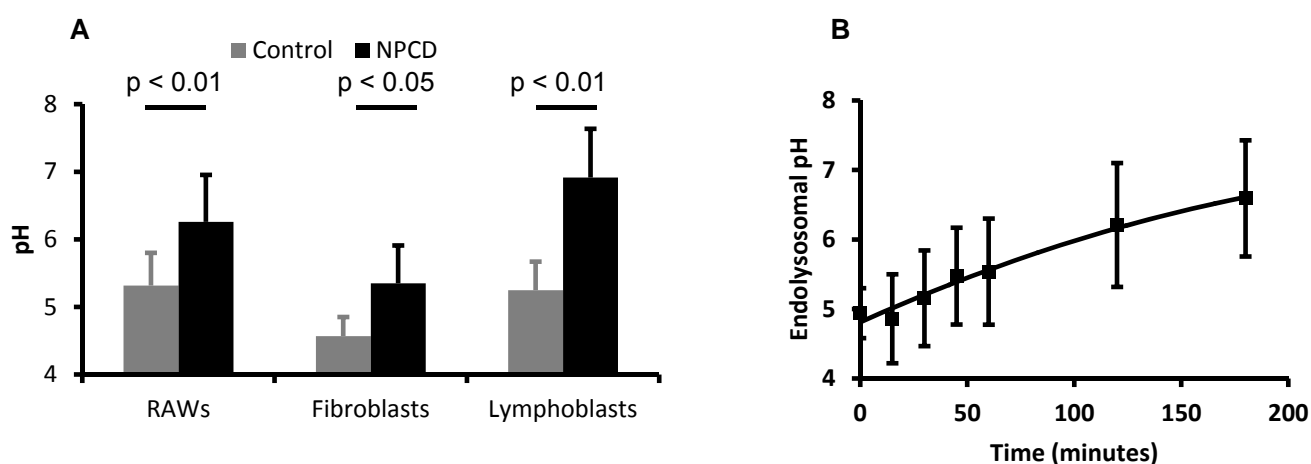 A
Control NPCD
p < 0.01 p < 0.05 p < 0.01
8
7
6
5
4
pH
RAWs Fibroblasts Lymphoblasts
B
8
7
6
5
4
Endolysosomal pH
0 50 100 150 200
Time (minutes)